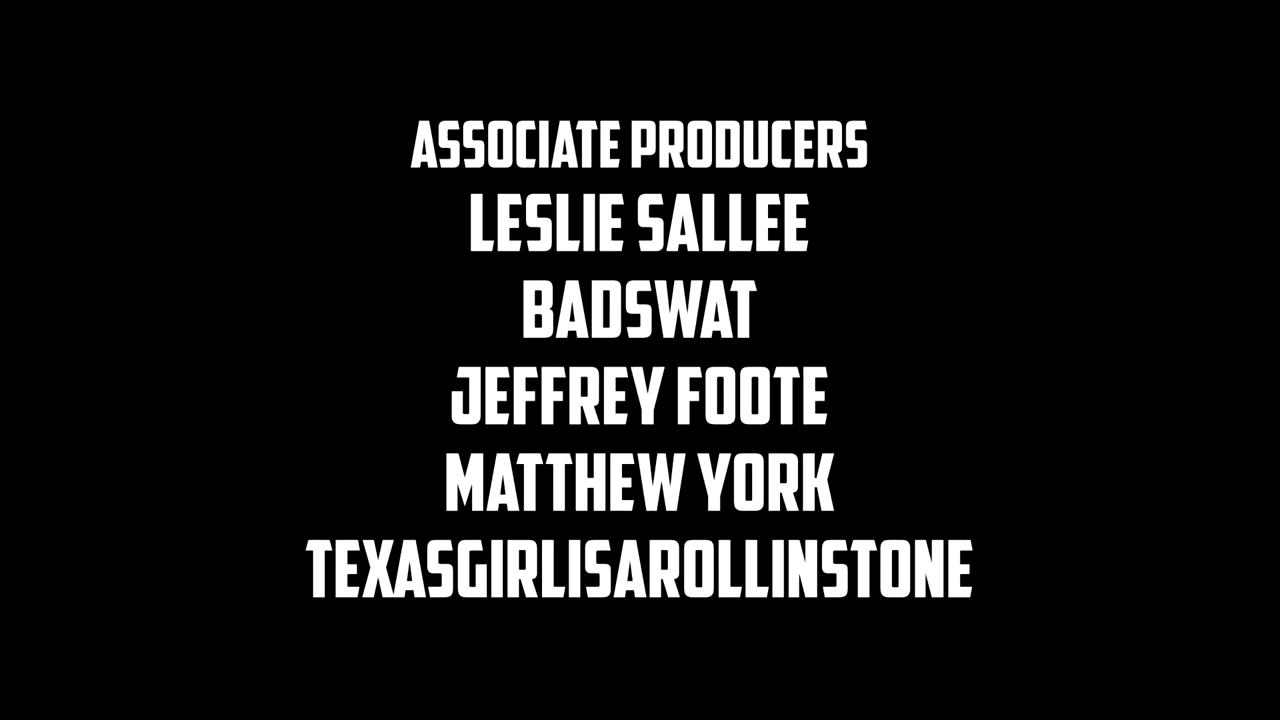 ASSOCIATE PRODUCERS
LESLIE SALLEE
BADSWAT
JEFFREY FOOTE
MATTHEW YORK
TEXASGIRLISAROLLINSTONE